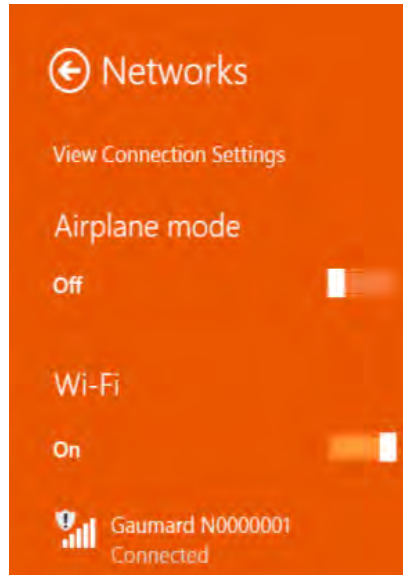 Networks
View Connection Settings
Airplane mode
Off
Wi-Fi
On
Gaumard N0000001
Connected